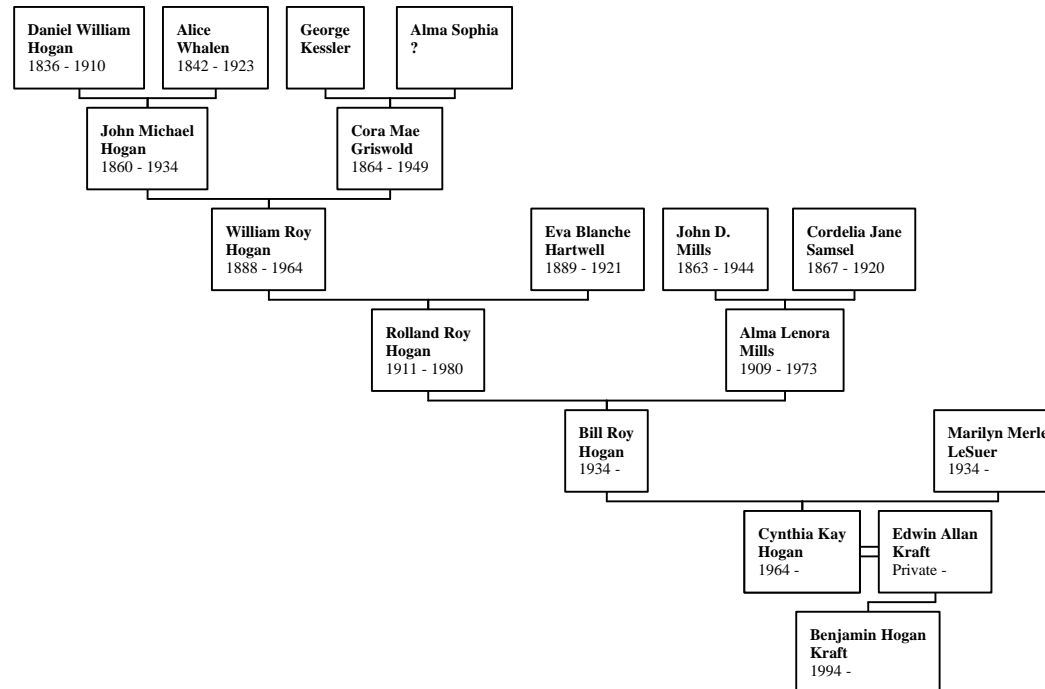 Daniel William
Hogan
1836 - 1910
Alice
Whalen
1842 - 1923
George
Kessler
Alma Sophia
?
John Michael
Hogan
1860 - 1934
Cora Mae
Griswold
1864 - 1949
William Roy
Hogan
1888 - 1964
Eva Blanche
Hartwell
1889 - 1921
John D.
Mills
1863 - 1944
Cordelia Jane
Samsel
1867 - 1920
Rolland Roy
Hogan
1911 - 1980
Alma Lenora
Mills
1909 - 1973
Bill Roy
Hogan
1934 -
Marilyn Merle
LeSuer
1934 -
Cynthia Kay
Hogan
1964 -
Edwin Allan
Kraft
Private -
Benjamin Hogan
Kraft
1994 -